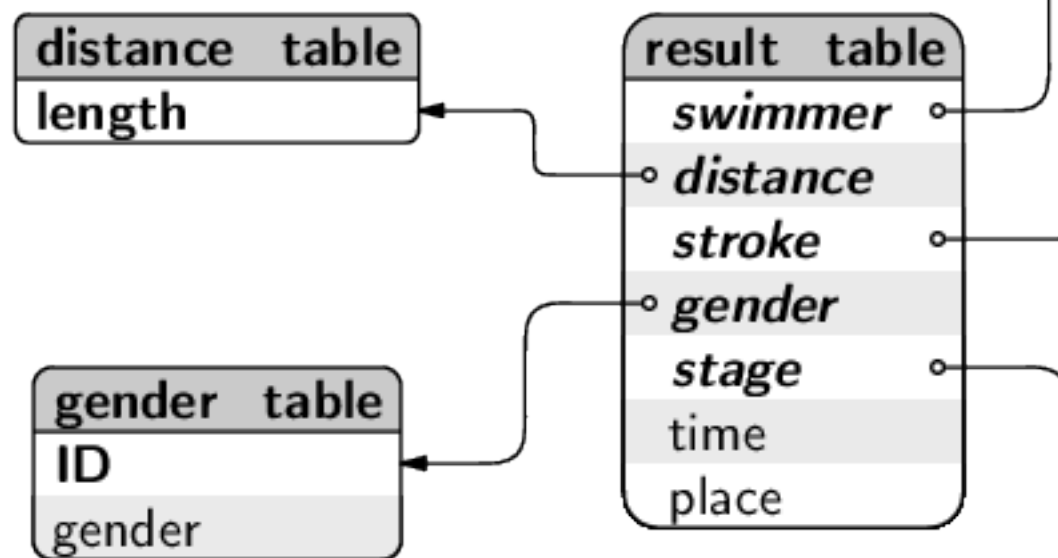 distance table
length
result table
swimmer
distance
stroke
gender
stage
time
place
gender table
ID
gender